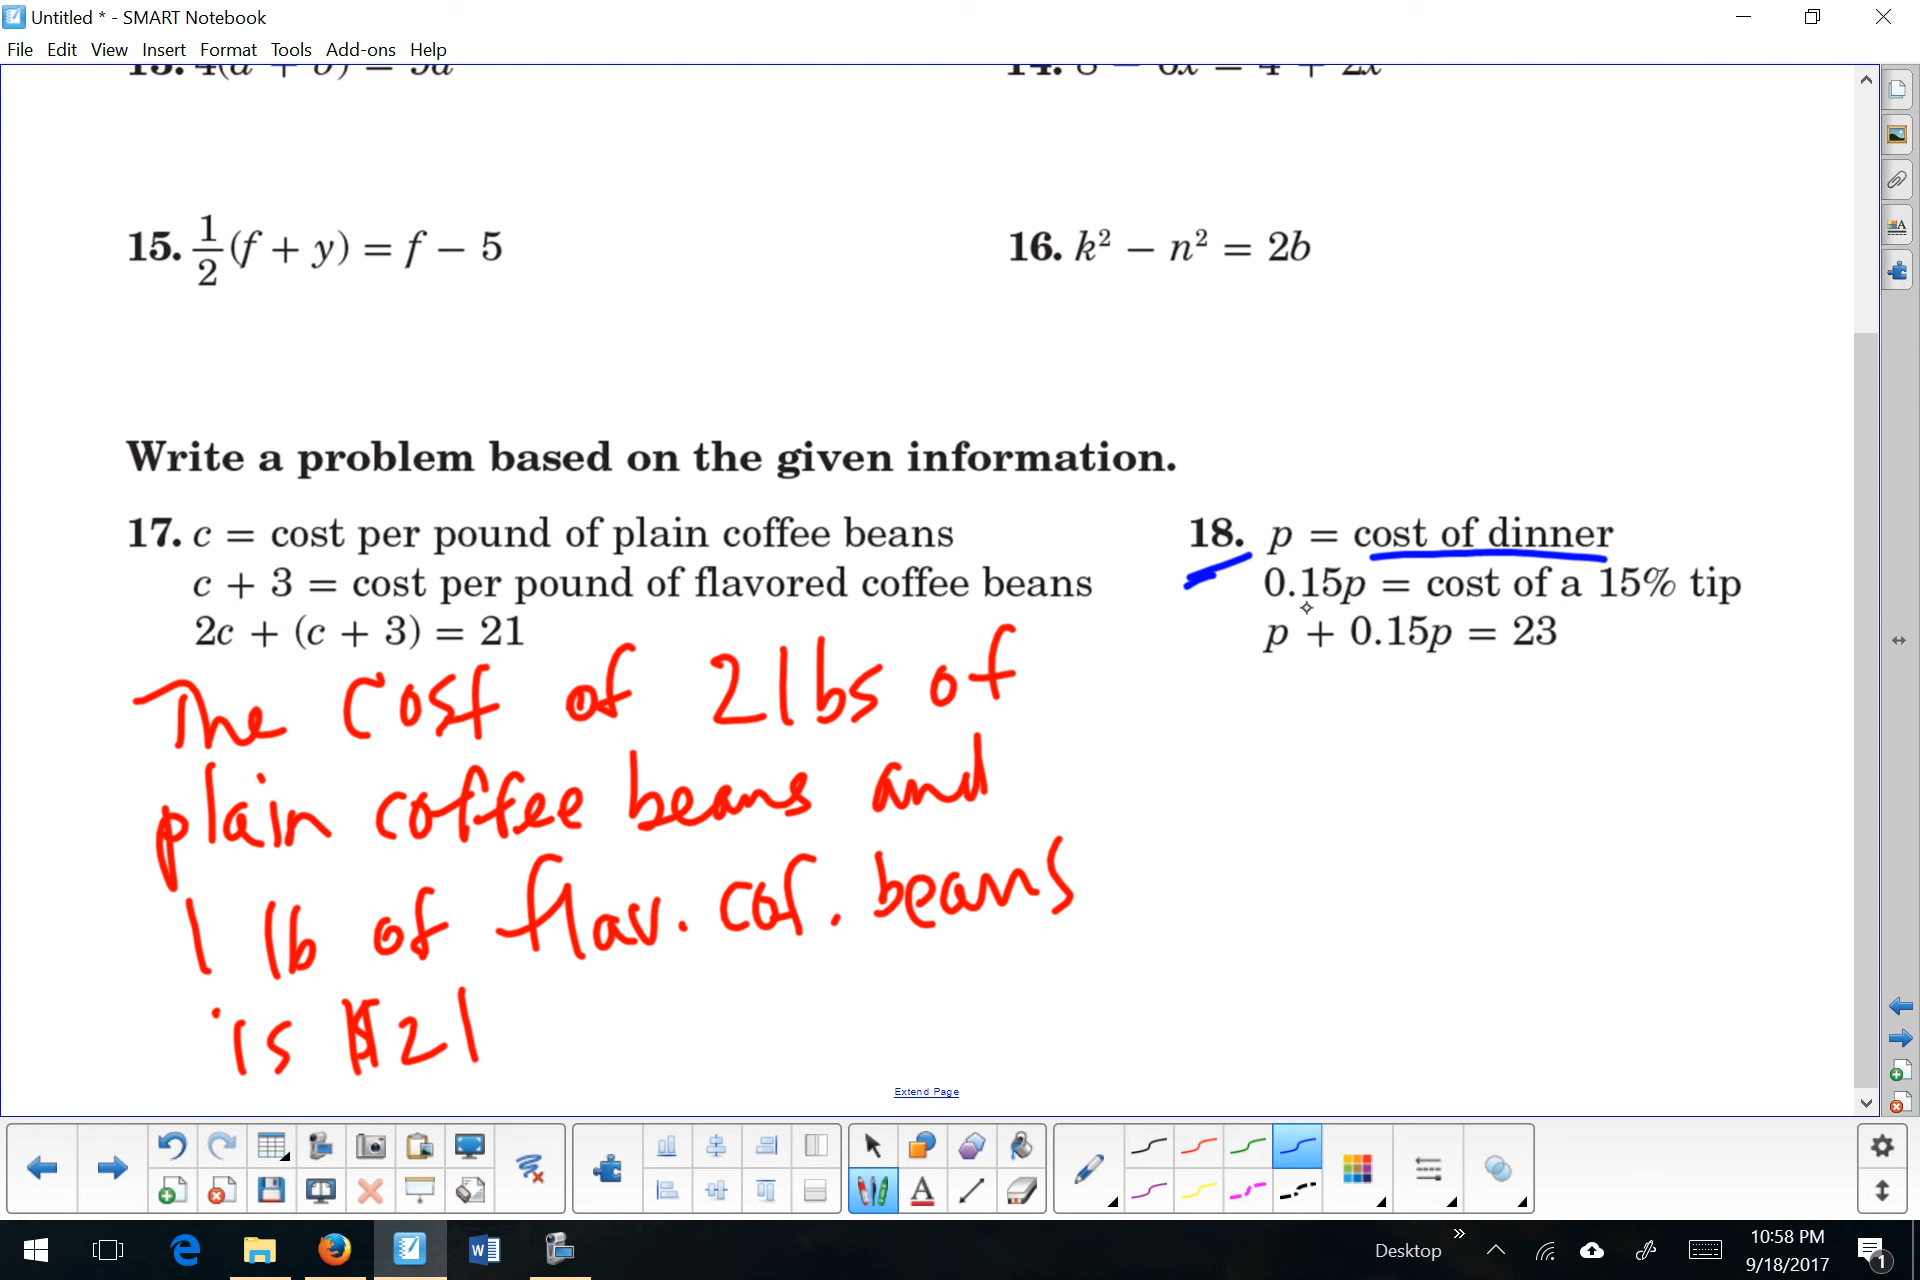 Untitled * - SMART Notebook
File Edit View Insert Format Tools Add-ons Help
15. 1/2(f + y) = f − 5
16. k² − n² = 2b
Write a problem based on the given information.
17. c = cost per pound of plain coffee beans
c + 3 = cost per pound of flavored coffee beans
2c + (c + 3) = 21
18. p = cost of dinner
0.15p = cost of a 15% tip
p + 0.15p = 23
The cost of 2 lbs of
plain coffee beans and
1 lb of flav. cof. beans
is $21
Extend Page
Desktop
10:58 PM
9/18/2017
1